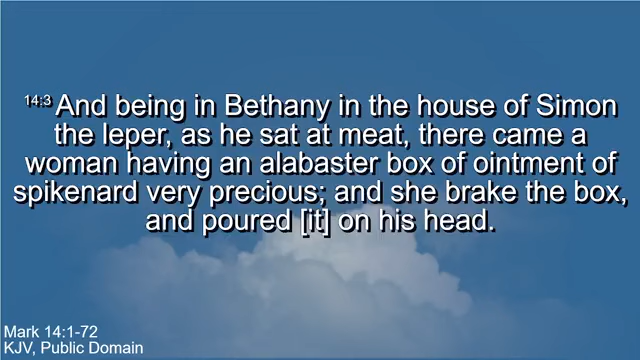 14:3 And being in Bethany in the house of Simon
the leper, as he sat at meat, there came a
woman having an alabaster box of ointment of
spikenard very precious; and she brake the box,
and poured [it] on his head.
Mark 14:1-72
KJV, Public Domain